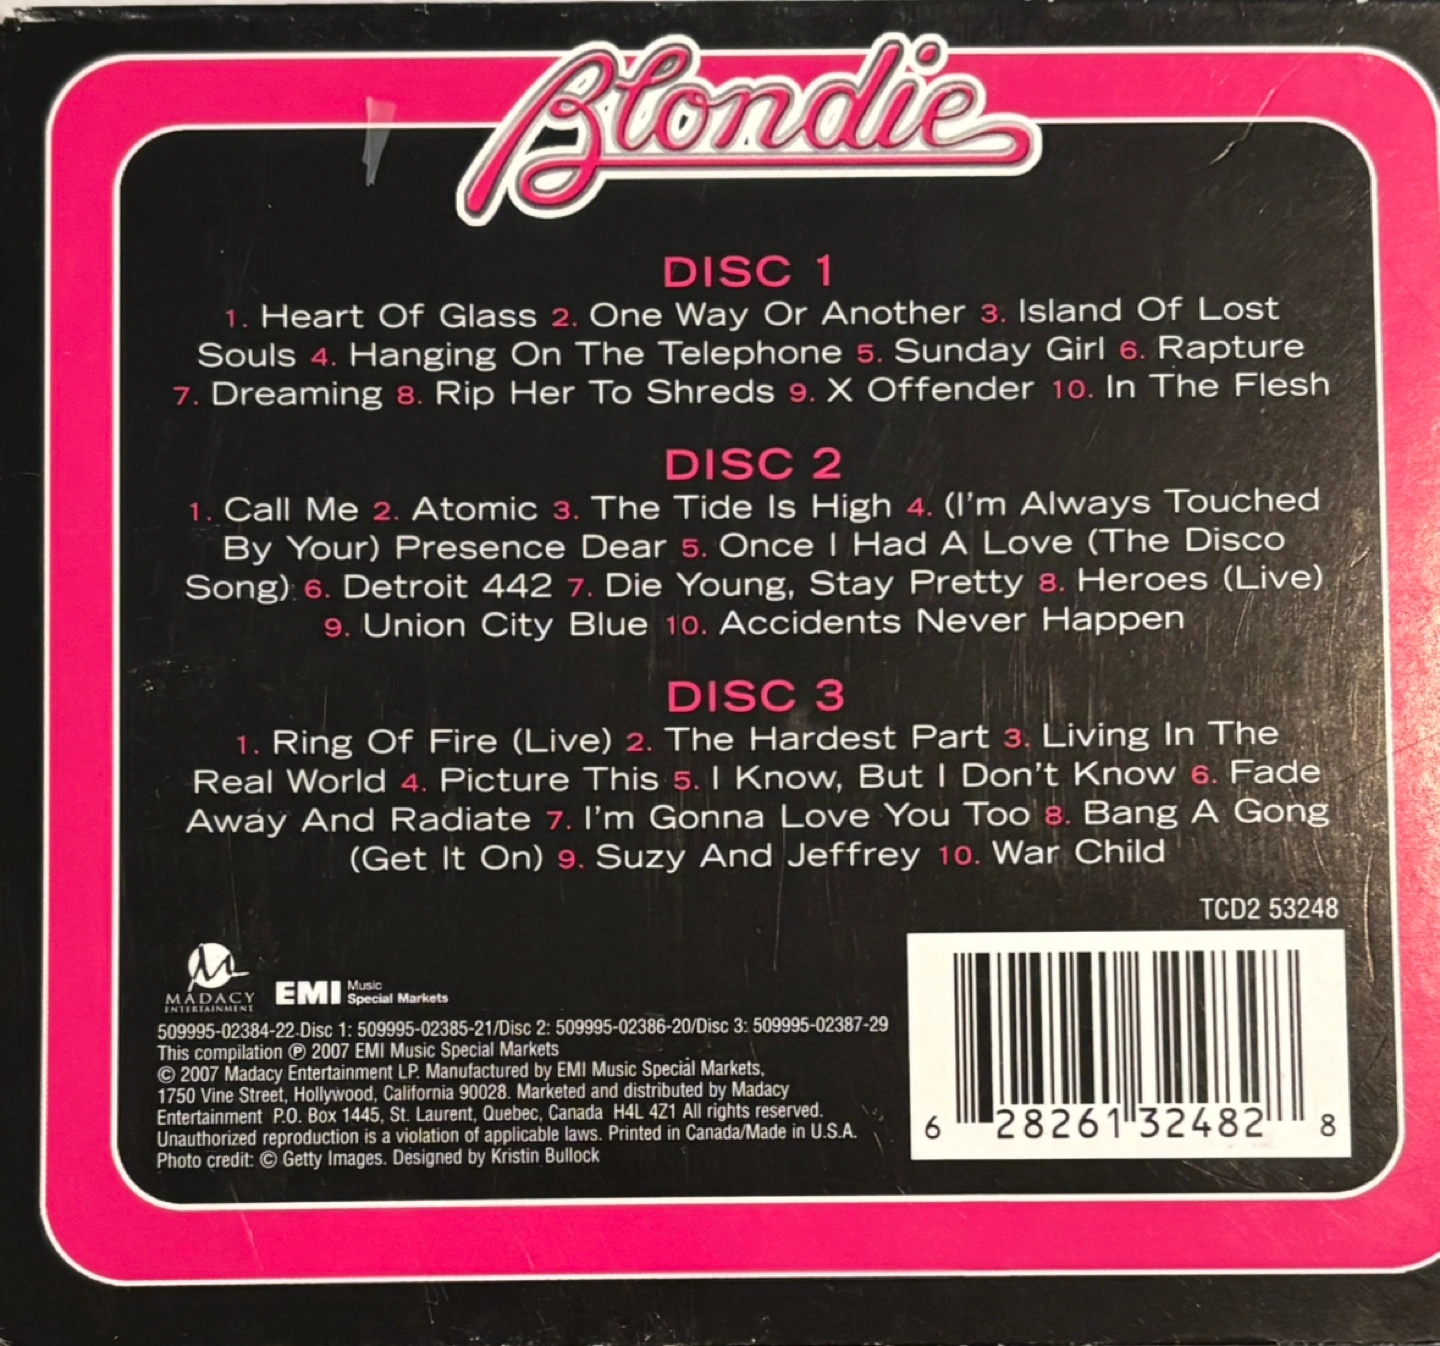 Blondie
DISC 1
1. Heart Of Glass 2. One Way Or Another 3. Island Of Lost
Souls 4. Hanging On The Telephone 5. Sunday Girl 6. Rapture
7. Dreaming 8. Rip Her To Shreds 9. X Offender 10. In The Flesh
DISC 2
1. Call Me 2. Atomic 3. The Tide Is High 4. (I'm Always Touched
By Your) Presence Dear 5. Once I Had A Love (The Disco
Song) 6. Detroit 442 7. Die Young, Stay Pretty 8. Heroes (Live)
9. Union City Blue 10. Accidents Never Happen
DISC 3
1. Ring Of Fire (Live) 2. The Hardest Part 3. Living In The
Real World 4. Picture This 5. I Know, But I Don't Know 6. Fade
Away And Radiate 7. I'm Gonna Love You Too 8. Bang A Gong
(Get It On) 9. Suzy And Jeffrey 10. War Child
TCD2 53248
MADACY
ENTERTAINMENT
EMI Music
Special Markets
509995-02384-22 Disc 1: 509995-02385-21/Disc 2: 509995-02386-20/Disc 3: 509995-02387-29
This compilation ℗ 2007 EMI Music Special Markets
© 2007 Madacy Entertainment LP. Manufactured by EMI Music Special Markets,
1750 Vine Street, Hollywood, California 90028. Marketed and distributed by Madacy
Entertainment P.O. Box 1445, St. Laurent, Quebec, Canada H4L 4Z1 All rights reserved.
Unauthorized reproduction is a violation of applicable laws. Printed in Canada/Made in U.S.A.
Photo credit: © Getty Images. Designed by Kristin Bullock
6 28261 32482 8